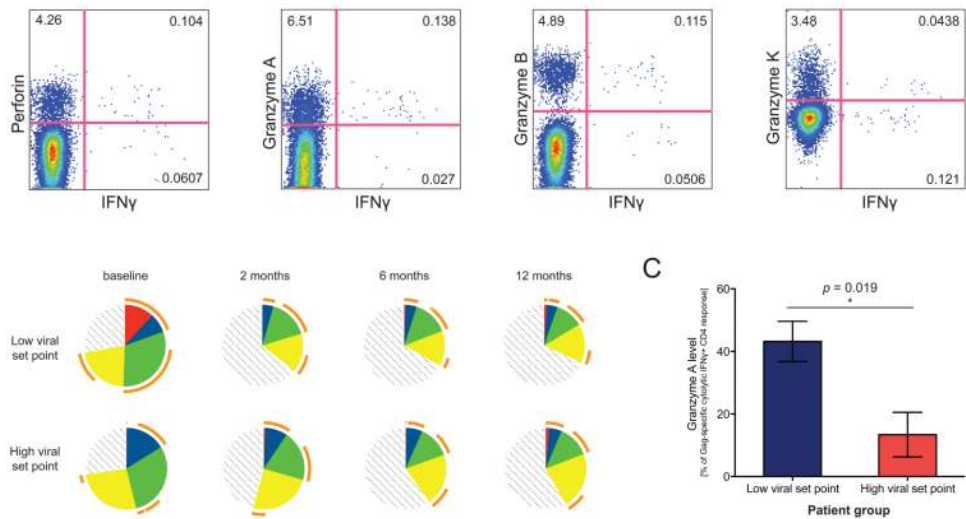 4.26 0.104
Perforin
0.0607
IFNγ
6.51 0.138
Granzyme A
0.027
IFNγ
4.89 0.115
Granzyme B
0.0506
IFNγ
3.48 0.0438
Granzyme K
0.121
IFNγ
baseline 2 months 6 months 12 months
Low viral
set point
High viral
set point
C
p = 0.019
*
Granzyme A level
[% of Gag-specific cytolytic IFNγ+ CD4 response]
60
40
20
0
Low viral set point High viral set point
Patient group